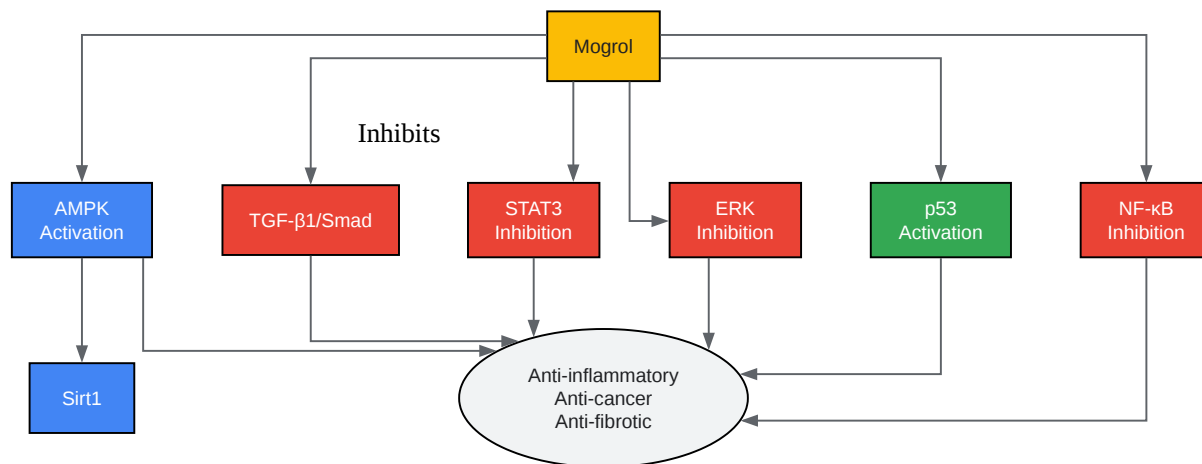 Mogrol
Inhibits
AMPK
Activation
TGF-β1/Smad
STAT3
Inhibition
ERK
Inhibition
p53
Activation
NF-κB
Inhibition
Sirt1
Anti-inflammatory
Anti-cancer
Anti-fibrotic